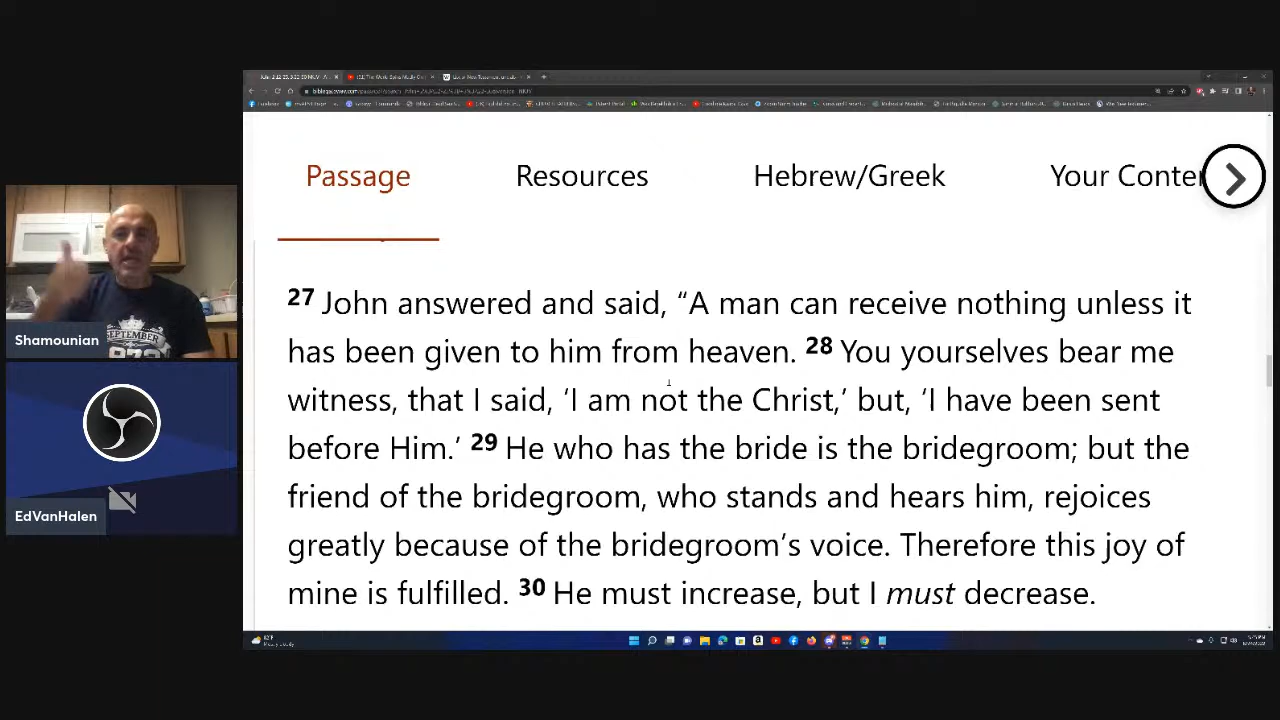 Passage
Resources
Hebrew/Greek
Your Conte
27 John answered and said, “A man can receive nothing unless it
has been given to him from heaven. 28 You yourselves bear me
witness, that I said, ‘I am not the Christ,’ but, ‘I have been sent
before Him.’ 29 He who has the bride is the bridegroom; but the
friend of the bridegroom, who stands and hears him, rejoices
greatly because of the bridegroom’s voice. Therefore this joy of
mine is fulfilled. 30 He must increase, but I must decrease.
SEPTEMBER
Shamounian
EdVanHalen